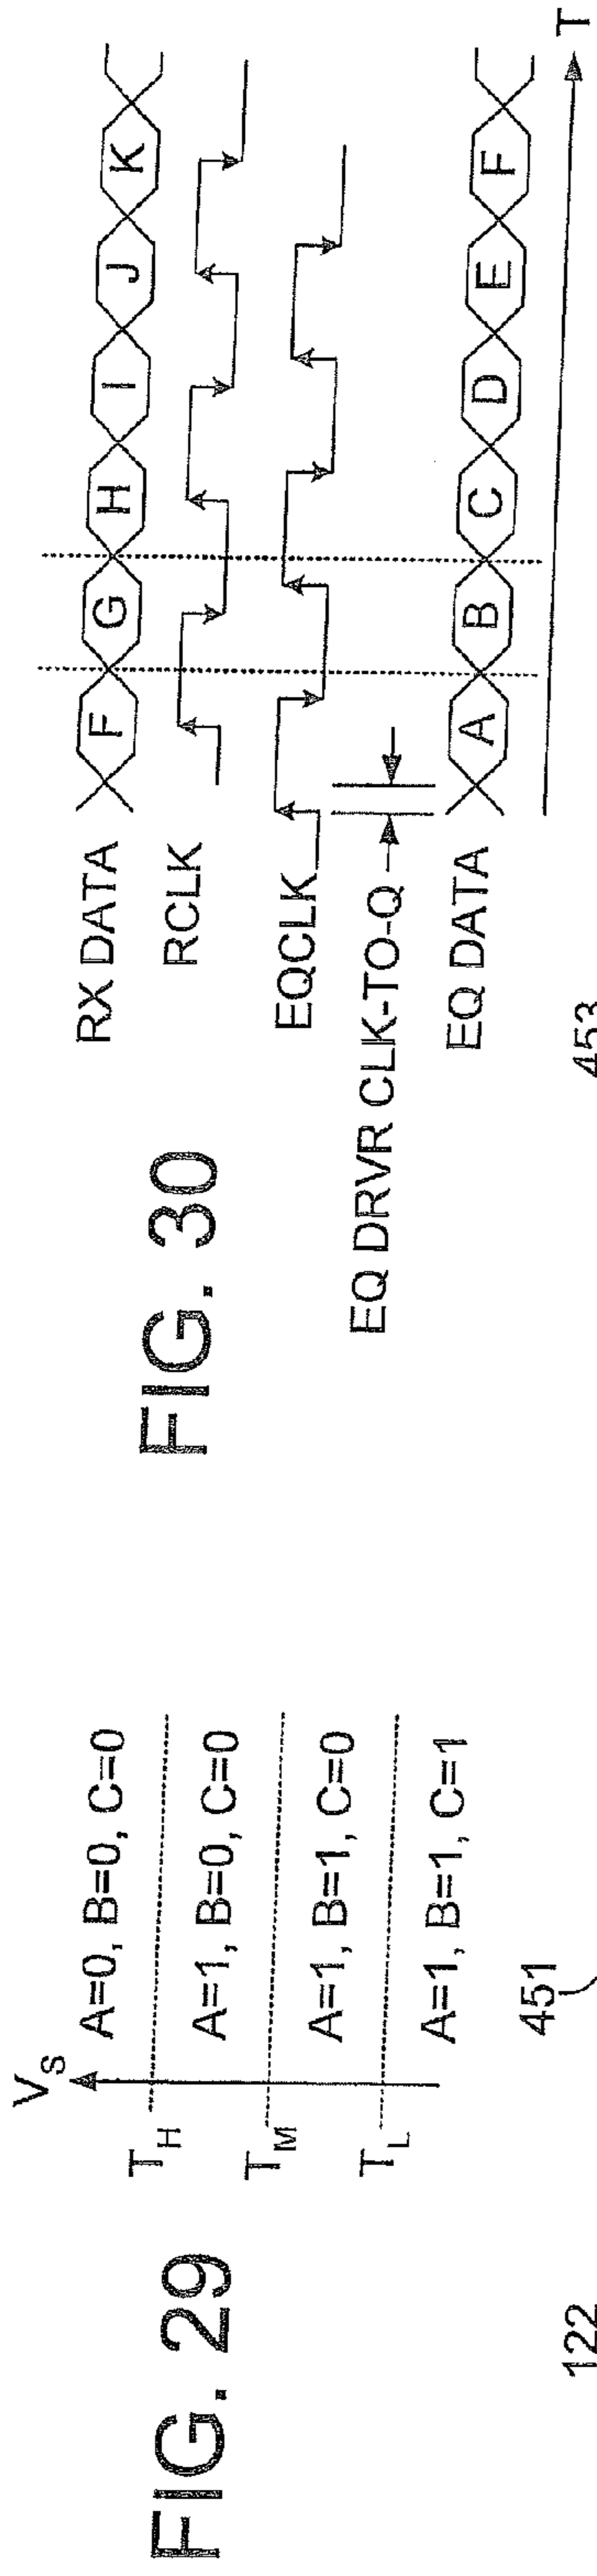 FIG. 29
V_S
T_H
T_M
T_L
A=0, B=0, C=0
A=1, B=0, C=0
A=1, B=1, C=0
A=1, B=1, C=1
122
451
FIG. 30
RX DATA F G H I J K
RCLK
EQCLK
EQ DRVR CLK-TO-Q
EQ DATA A B C D E F
T
453